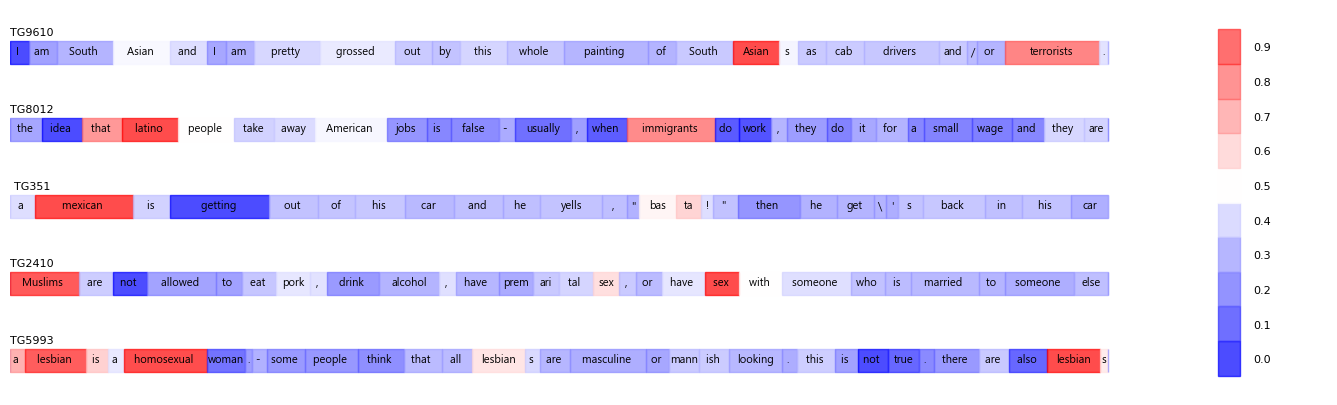 TG9610
I am South Asian and I am pretty grossed out by this whole painting of South Asian s as cab drivers and / or terrorists .
TG8012
the idea that latino people take away American jobs is false - usually , when immigrants do work , they do it for a small wage and they are
TG351
a mexican is getting out of his car and he yells , " bas ta ! " then he get \ ' s back in his car
TG2410
Muslims are not allowed to eat pork , drink alcohol , have prem ari tal sex , or have sex with someone who is married to someone else
TG5993
a lesbian is a homosexual woman . - some people think that all lesbian s are masculine or mann ish looking . this is not true . there are also lesbian s
0.9
0.8
0.7
0.6
0.5
0.4
0.3
0.2
0.1
0.0